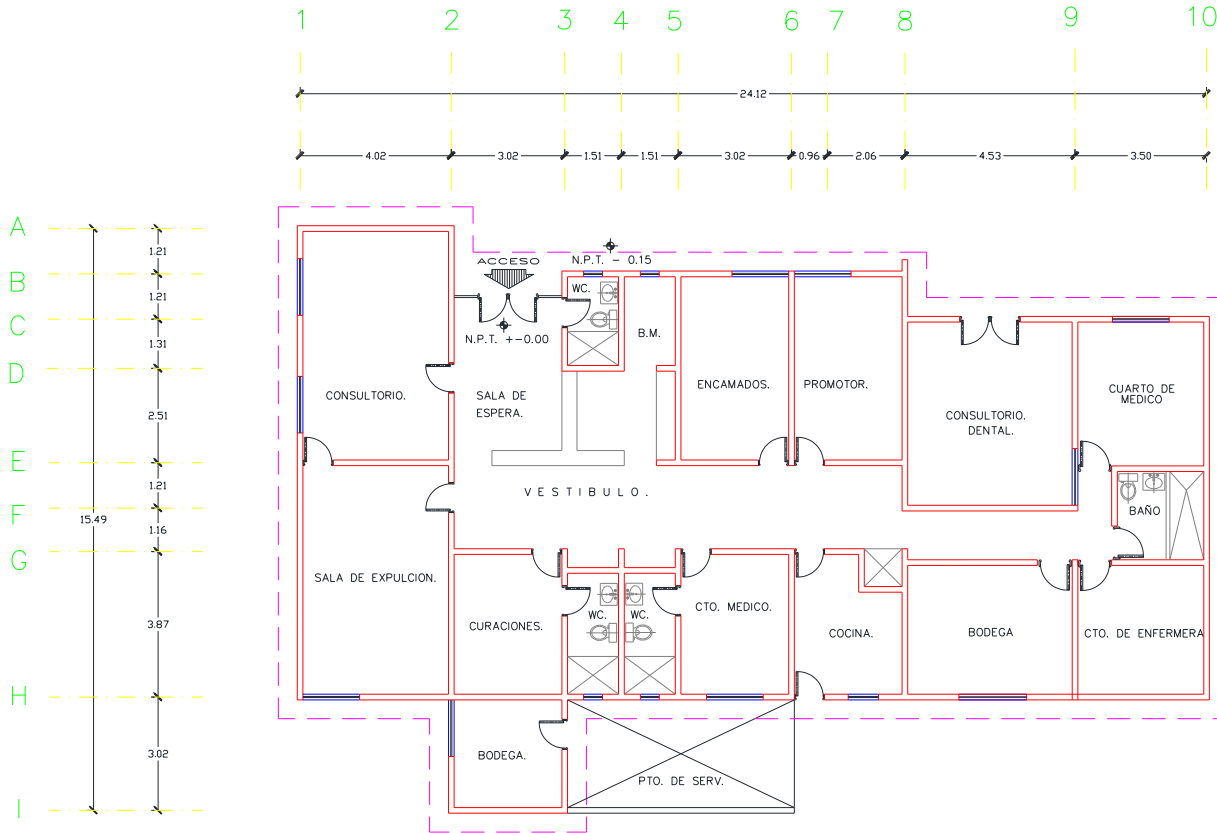 1 2 3 4 5 6 7 8 9 10
24.12
4.02 3.02 1.51 1.51 3.02 0.96 2.06 4.53 3.50
A
B
C
D
E
F
G
H
I
1.21
1.21
1.31
2.51
1.21
1.16
3.87
3.02
15.49
ACCESO
N.P.T. - 0.15
N.P.T. +-0.00
WC.
B.M.
CONSULTORIO.
SALA DE
ESPERA.
ENCAMADOS.
PROMOTOR.
CONSULTORIO.
DENTAL.
CUARTO DE
MEDICO
VESTIBULO.
BAÑO
SALA DE EXPULCION.
CURACIONES.
WC.
WC.
CTO. MEDICO.
COCINA.
BODEGA
CTO. DE ENFERMERA
BODEGA.
PTO. DE SERV.